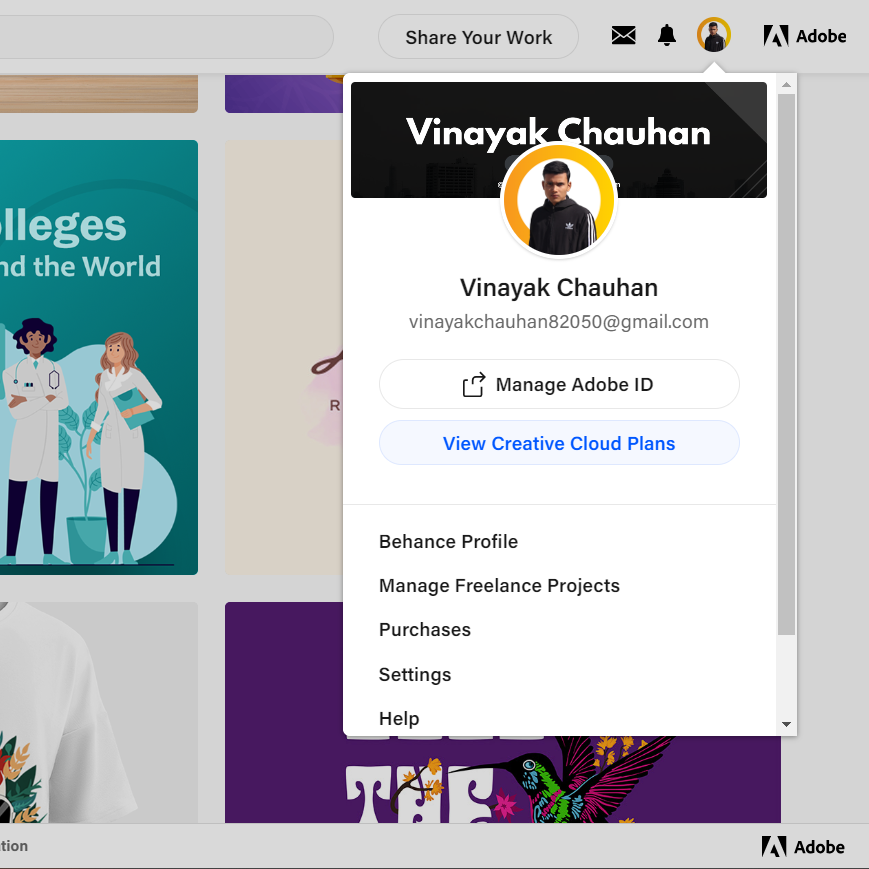 Share Your Work
Adobe
Vinayak Chauhan
Vinayak Chauhan
vinayakchauhan82050@gmail.com
Manage Adobe ID
View Creative Cloud Plans
Behance Profile
Manage Freelance Projects
Purchases
Settings
Help
lleges
nd the World
R
THE
tion
Adobe